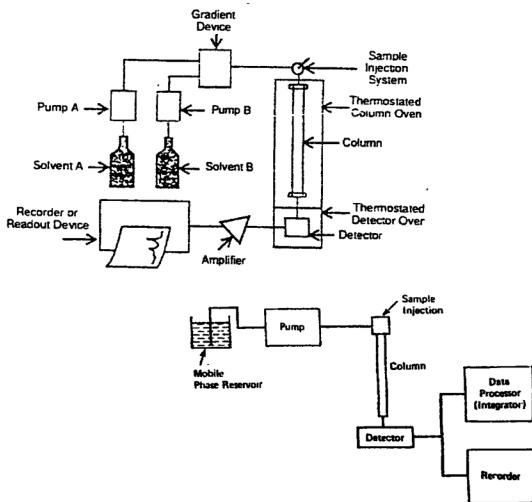 Gradient
Device
Sample
Injection
System
Pump A
Pump B
Thermostated
Column Oven
Column
Solvent A
Solvent B
Recorder or
Readout Device
Thermostated
Detector Over
Detector
Amplifier
Sample
Injection
Pump
Mobile
Phase Reservoir
Column
Data
Processor
(Integrator)
Detector
Recorder